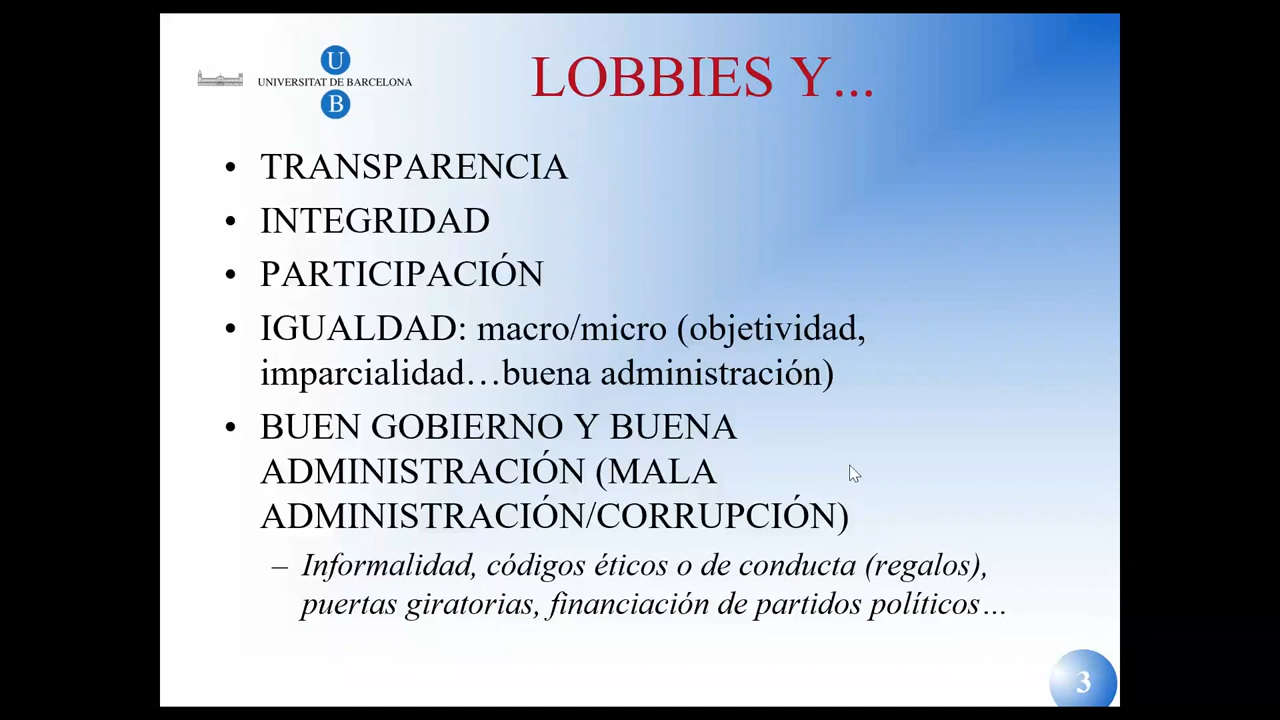 U
UNIVERSITAT DE BARCELONA
B
LOBBIES Y...
• TRANSPARENCIA
• INTEGRIDAD
• PARTICIPACIÓN
• IGUALDAD: macro/micro (objetividad,
imparcialidad…buena administración)
• BUEN GOBIERNO Y BUENA
ADMINISTRACIÓN (MALA
ADMINISTRACIÓN/CORRUPCIÓN)
– Informalidad, códigos éticos o de conducta (regalos),
puertas giratorias, financiación de partidos políticos…
3